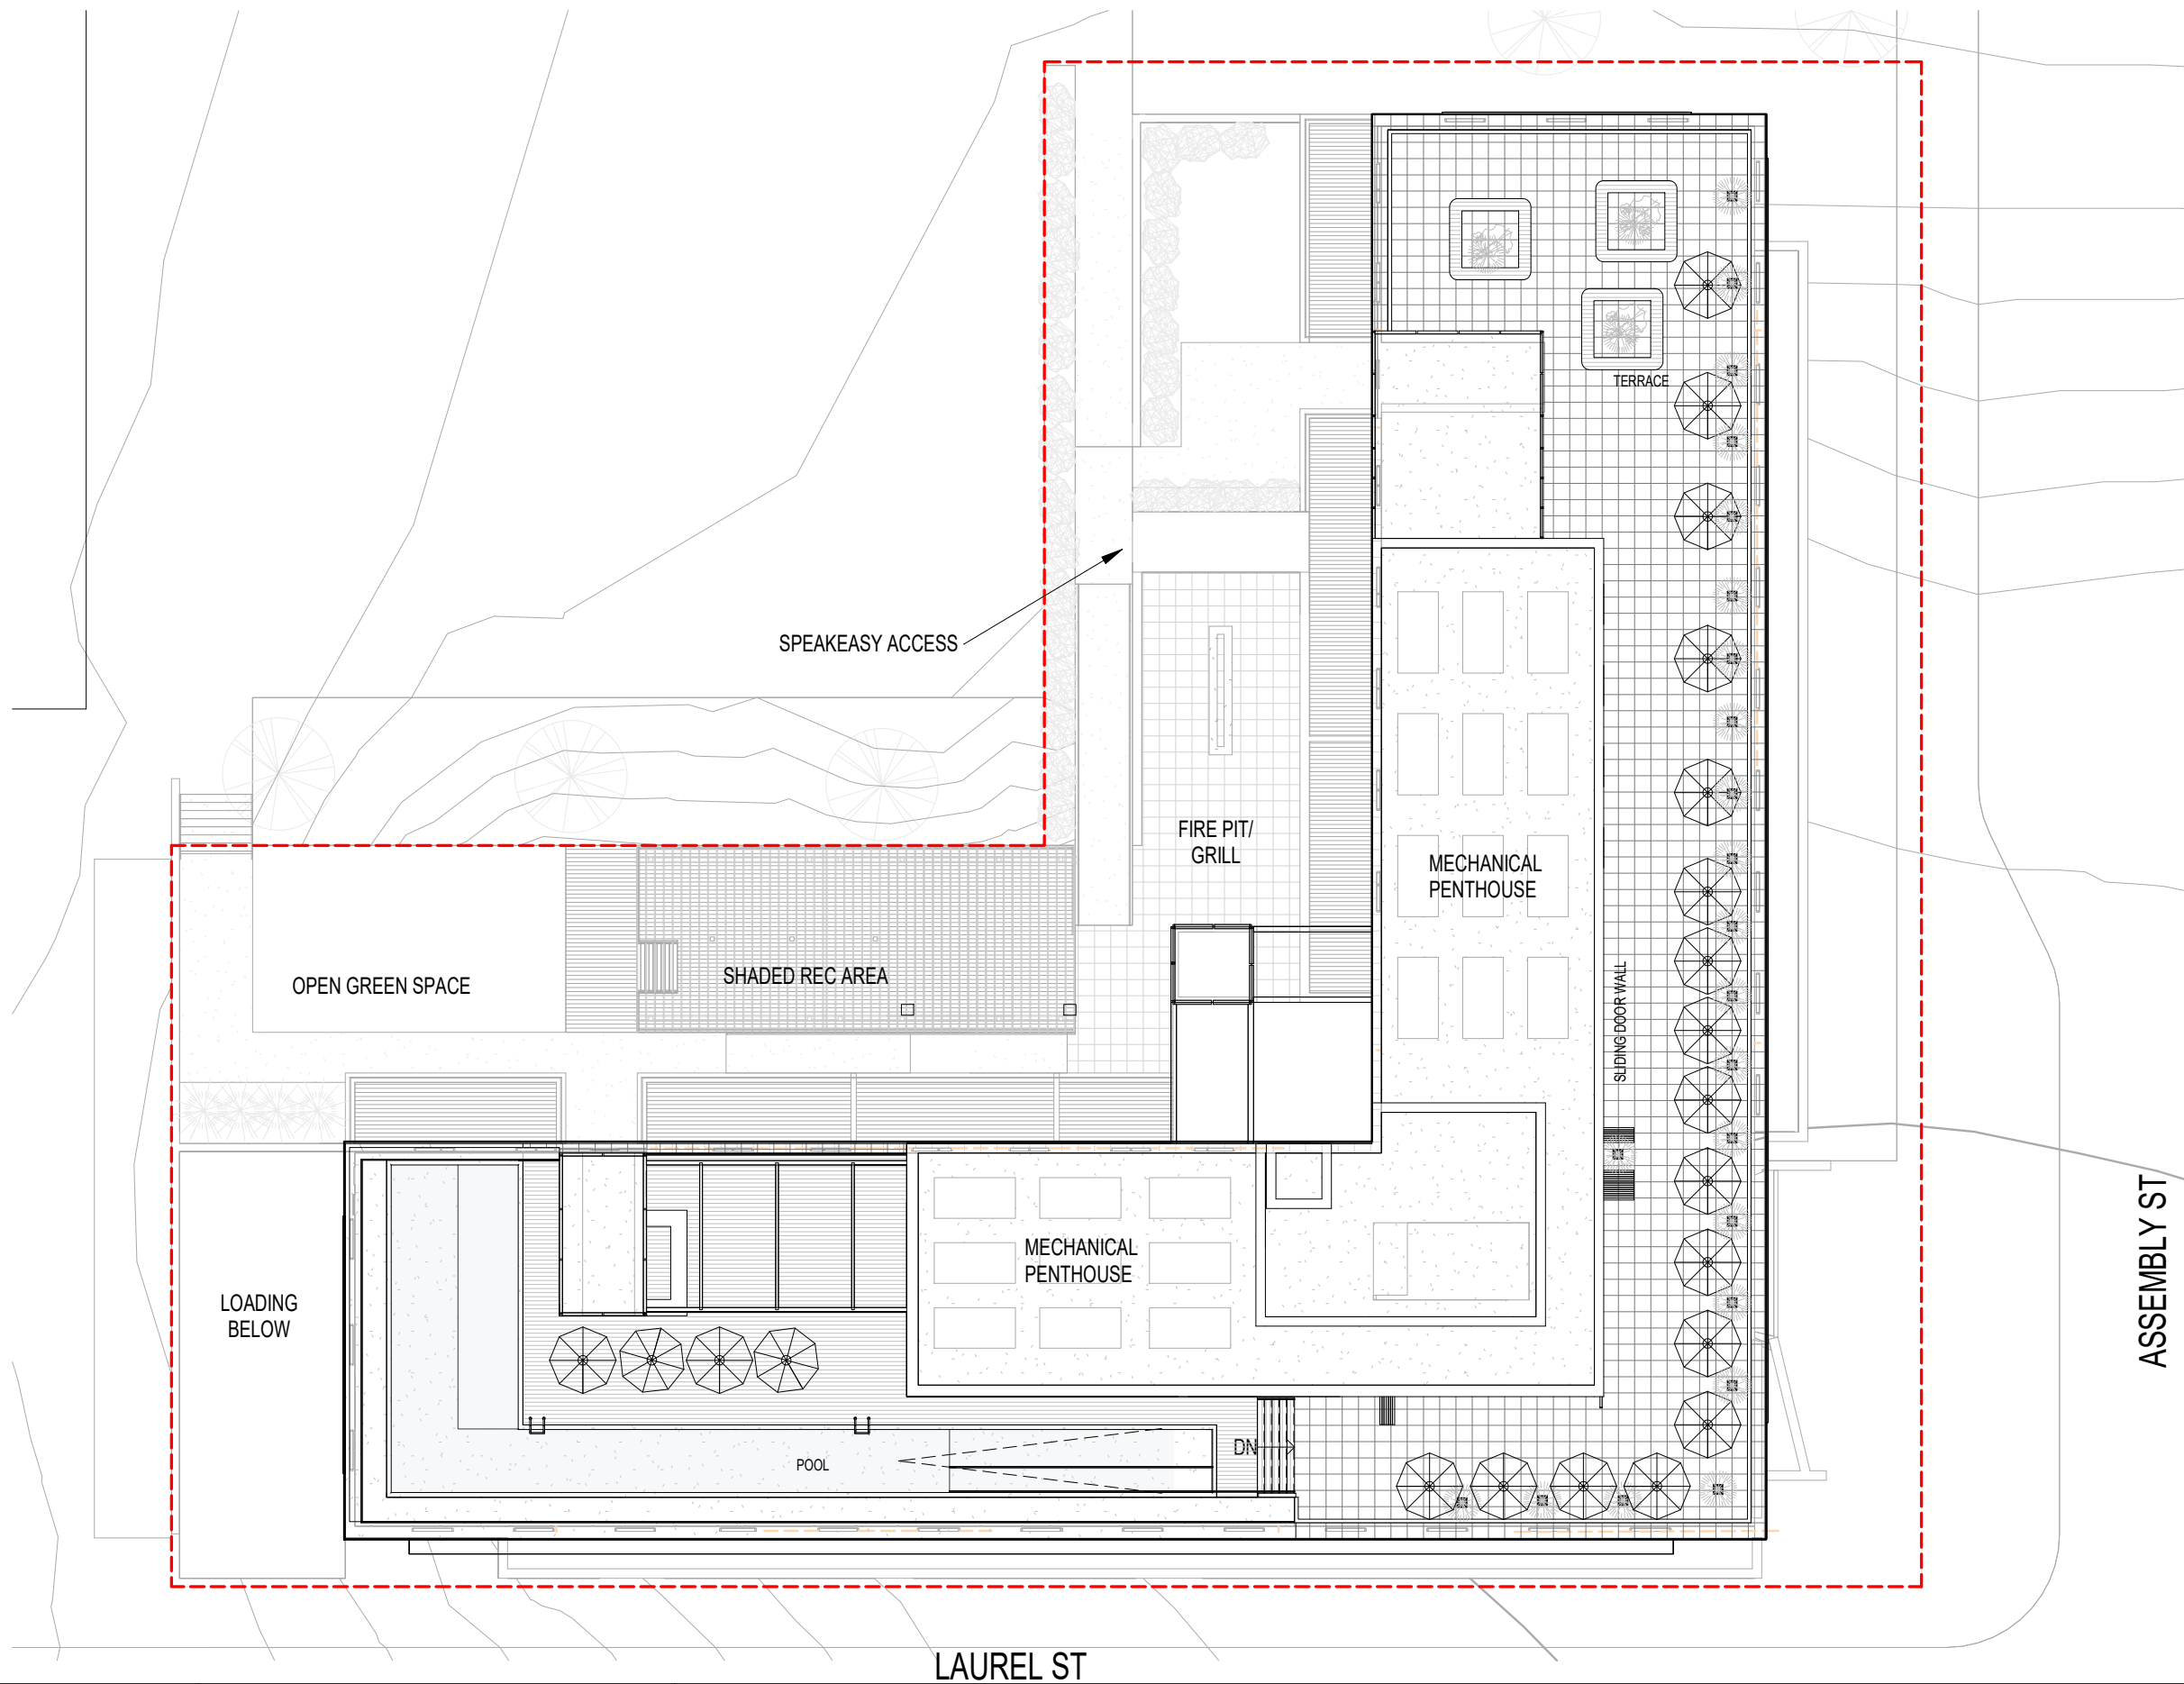 TERRACE
SPEAKEASY ACCESS
FIRE PIT/
GRILL
MECHANICAL
PENTHOUSE
OPEN GREEN SPACE
SHADED REC AREA
SLIDING DOOR WALL
MECHANICAL
PENTHOUSE
LOADING
BELOW
POOL
DN
ASSEMBLY ST
LAUREL ST